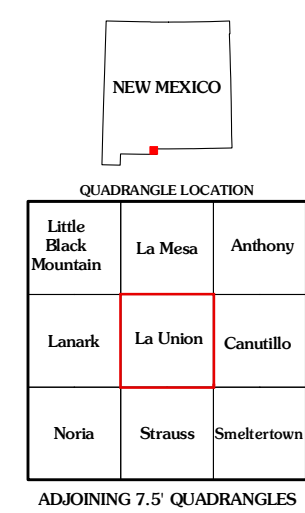 NEW MEXICO
QUADRANGLE LOCATION
Little
Black
Mountain
La Mesa
Anthony
Lanark
La Union
Canutillo
Noria
Strauss
Smeltertown
ADJOINING 7.5' QUADRANGLES